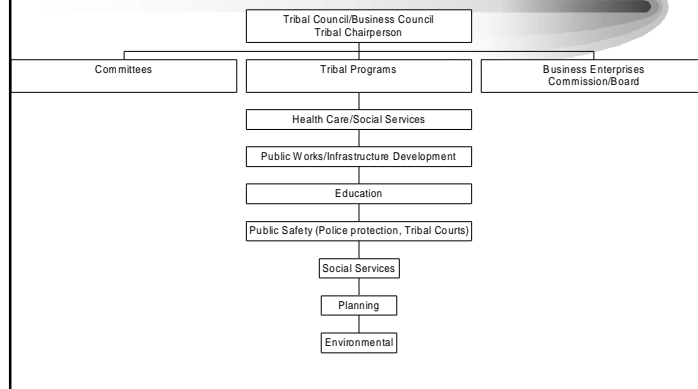 Tribal Council/Business Council
Tribal Chairperson
Committees
Tribal Programs
Business Enterprises
Commission/Board
Health Care/Social Services
Public Works/Infrastructure Development
Education
Public Safety (Police protection, Tribal Courts)
Social Services
Planning
Environmental